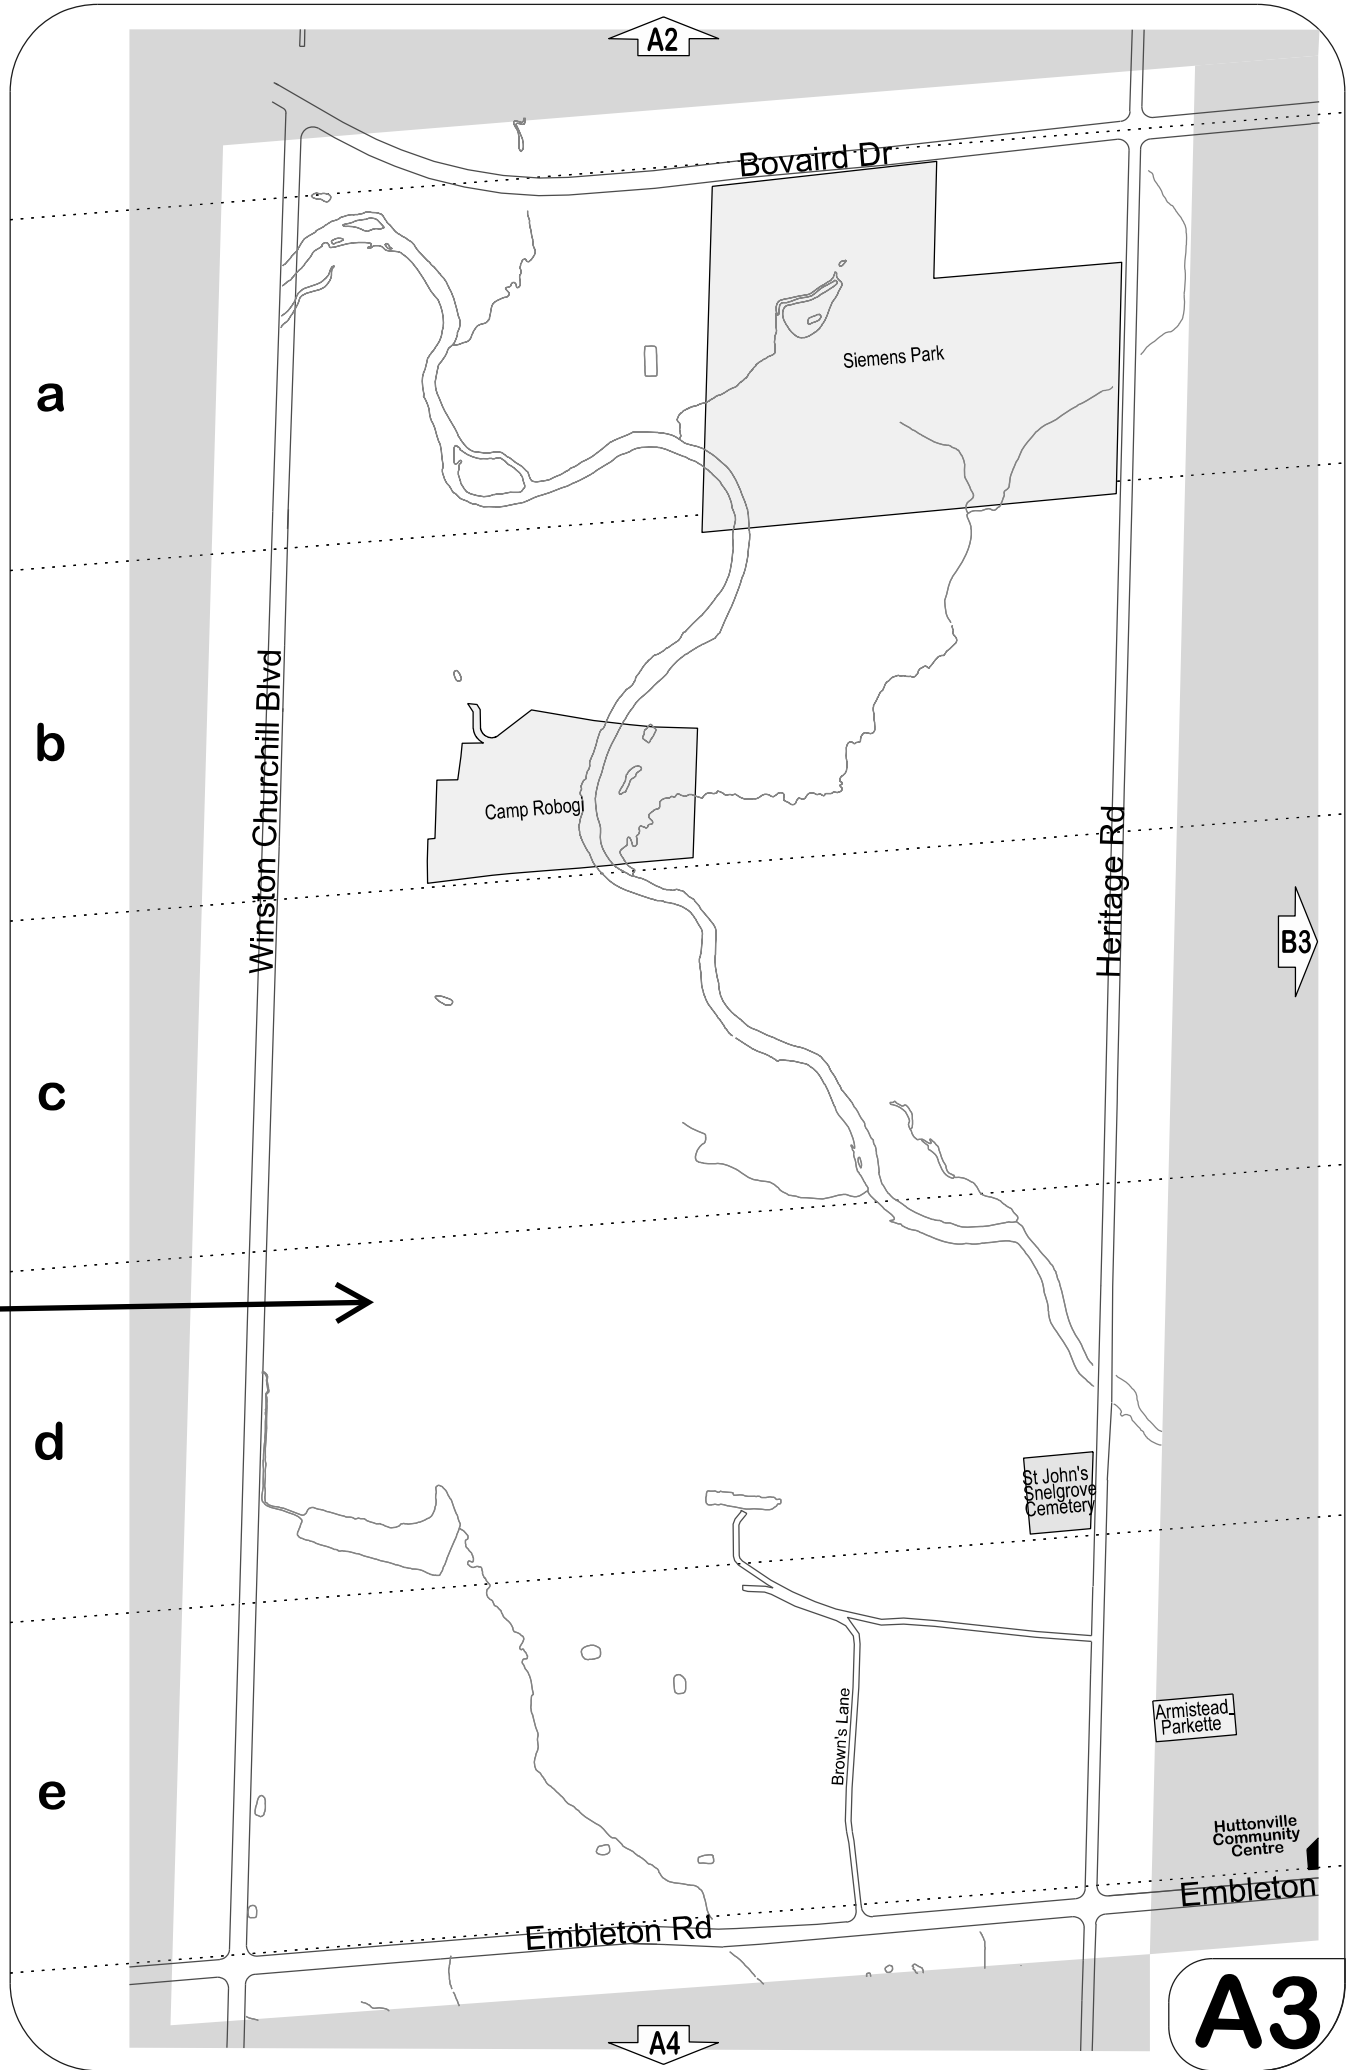 A2
Bovaird Dr
Siemens Park
a
Winston Churchill Blvd
b
Camp Robogi
Heritage Rd
B3
c
d
St John's
Snelgrove
Cemetery
Brown's Lane
Armistead
Parkette
e
Huttonville
Community
Centre
Embleton
Embleton Rd
A4
A3